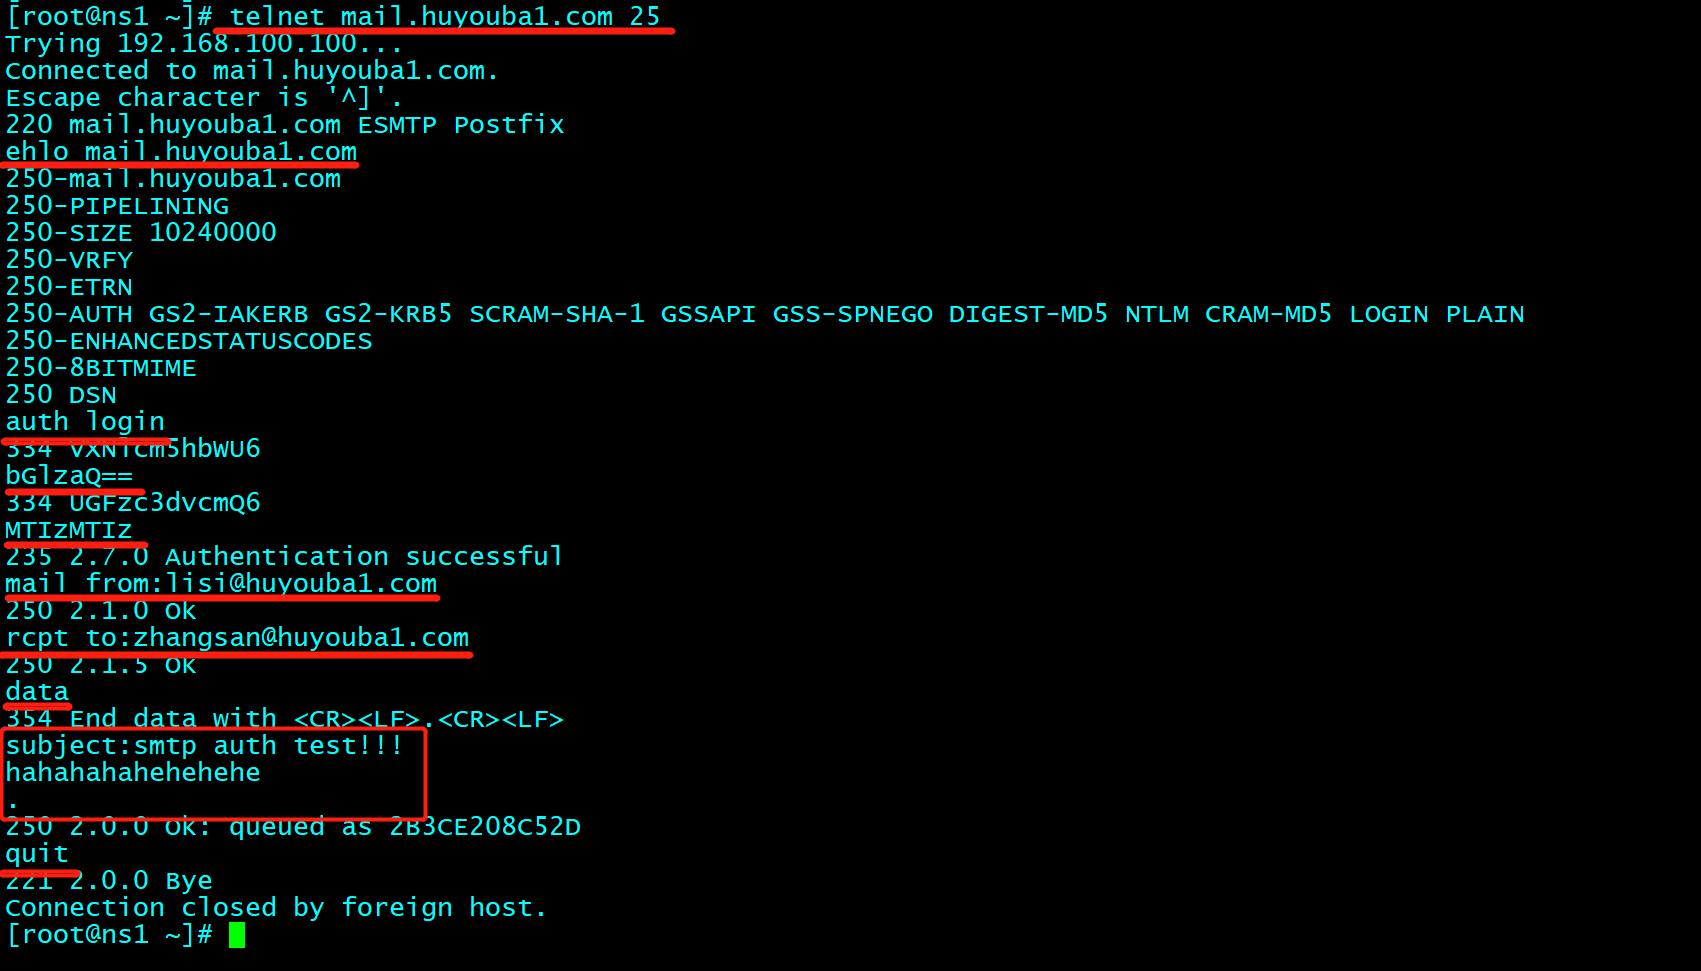 [root@ns1 ~]# telnet mail.huyouba1.com 25
Trying 192.168.100.100...
Connected to mail.huyouba1.com.
Escape character is '^]'.
220 mail.huyouba1.com ESMTP Postfix
ehlo mail.huyouba1.com
250-mail.huyouba1.com
250-PIPELINING
250-SIZE 10240000
250-VRFY
250-ETRN
250-AUTH GS2-IAKERB GS2-KRB5 SCRAM-SHA-1 GSSAPI GSS-SPNEGO DIGEST-MD5 NTLM CRAM-MD5 LOGIN PLAIN
250-ENHANCEDSTATUSCODES
250-8BITMIME
250 DSN
auth login
334 VXNlcm5hbWU6
bGlzaQ==
334 UGFzc3dvcmQ6
MTIzMTIz
235 2.7.0 Authentication successful
mail from:lisi@huyouba1.com
250 2.1.0 Ok
rcpt to:zhangsan@huyouba1.com
250 2.1.5 Ok
data
354 End data with <CR><LF>.<CR><LF>
subject:smtp auth test!!!
hahahahahehehehe
.
250 2.0.0 Ok: queued as 2B3CE208C52D
quit
221 2.0.0 Bye
Connection closed by foreign host.
[root@ns1 ~]#